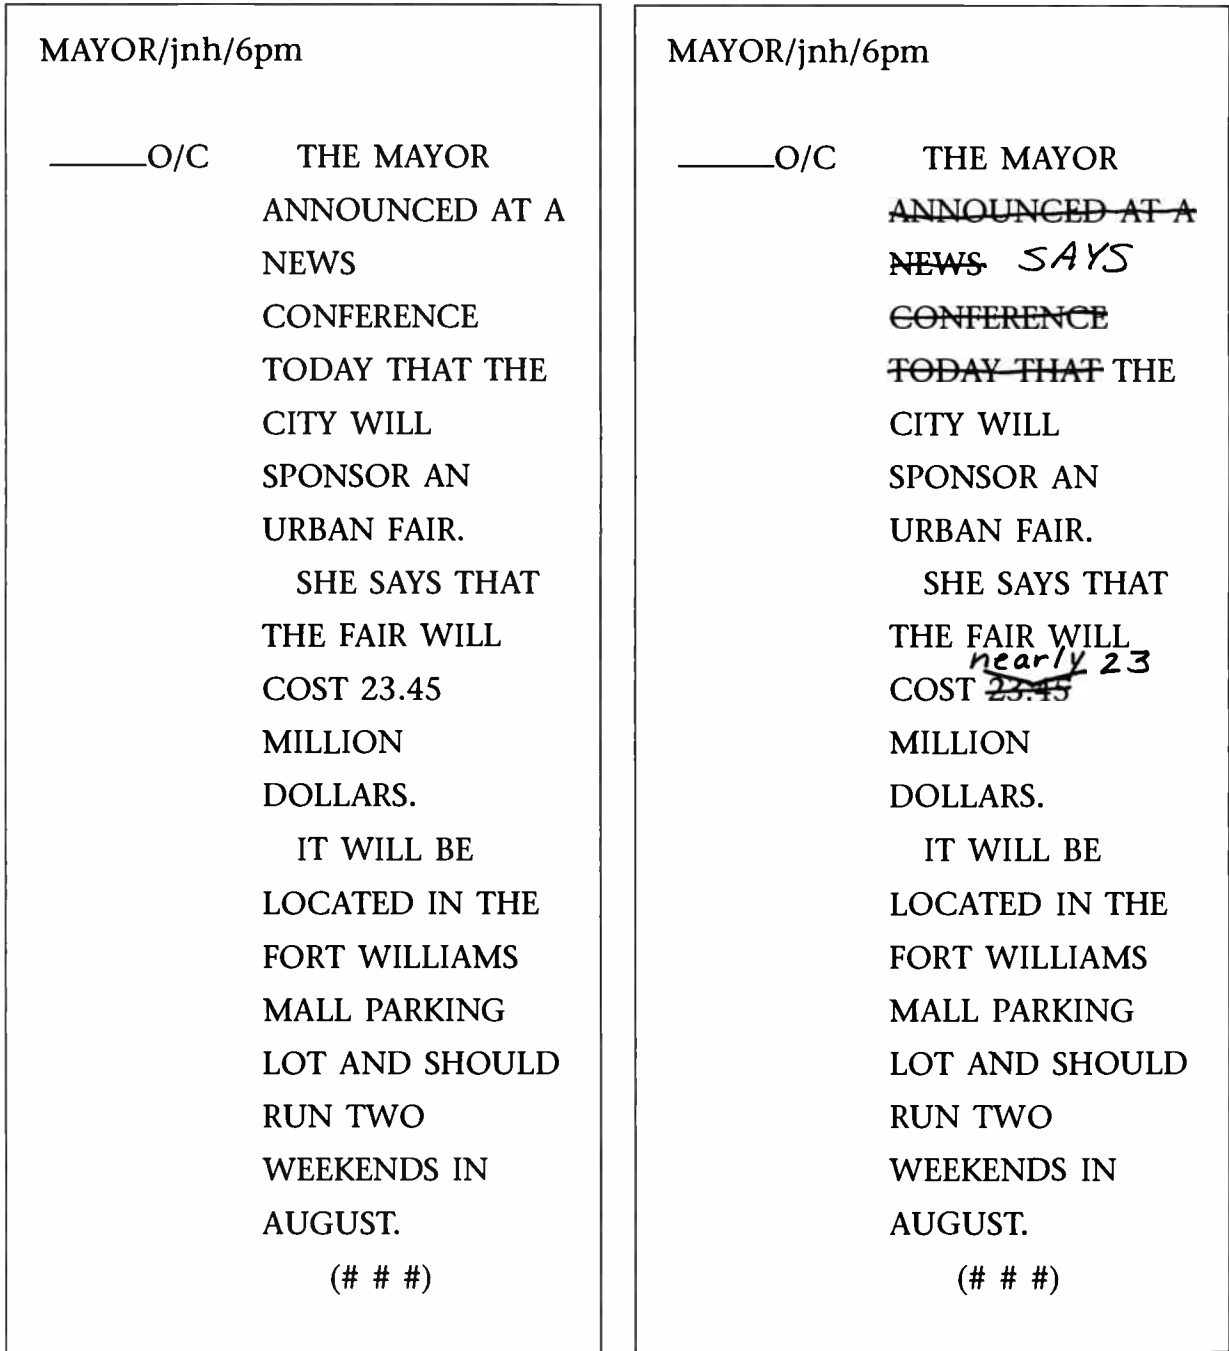 MAYOR/jnh/6pm
_____O/C THE MAYOR
ANNOUNCED AT A
NEWS
CONFERENCE
TODAY THAT THE
CITY WILL
SPONSOR AN
URBAN FAIR.
SHE SAYS THAT
THE FAIR WILL
COST 23.45
MILLION
DOLLARS.
IT WILL BE
LOCATED IN THE
FORT WILLIAMS
MALL PARKING
LOT AND SHOULD
RUN TWO
WEEKENDS IN
AUGUST.
(# # #)
MAYOR/jnh/6pm
_____O/C THE MAYOR
ANNOUNCED AT A
NEWS SAYS
CONFERENCE
TODAY THAT THE
CITY WILL
SPONSOR AN
URBAN FAIR.
SHE SAYS THAT
THE FAIR WILL
nearly 23
COST 23.45
MILLION
DOLLARS.
IT WILL BE
LOCATED IN THE
FORT WILLIAMS
MALL PARKING
LOT AND SHOULD
RUN TWO
WEEKENDS IN
AUGUST.
(# # #)